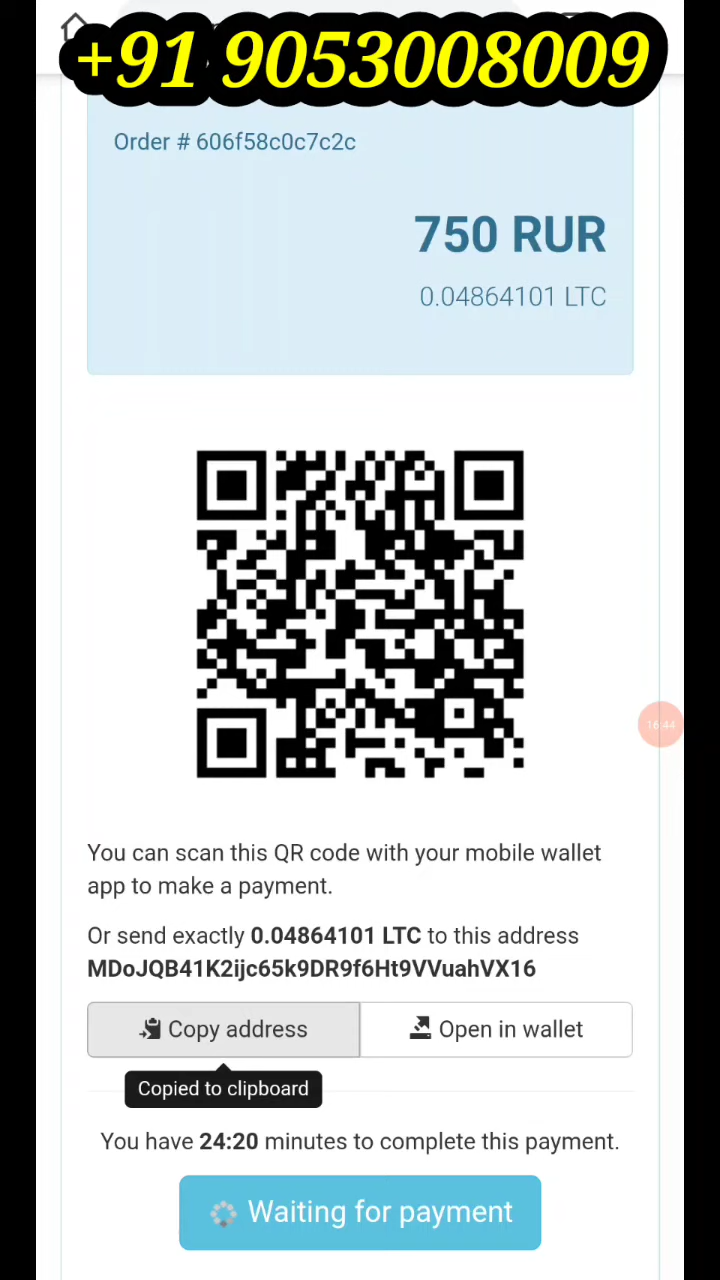 +91 9053008009
Order # 606f58c0c7c2c
750 RUR
0.04864101 LTC
You can scan this QR code with your mobile wallet
app to make a payment.
Or send exactly 0.04864101 LTC to this address
MDoJQB41K2ijc65k9DR9f6Ht9VVuahVX16
Copy address
Open in wallet
Copied to clipboard
You have 24:20 minutes to complete this payment.
Waiting for payment
16:44